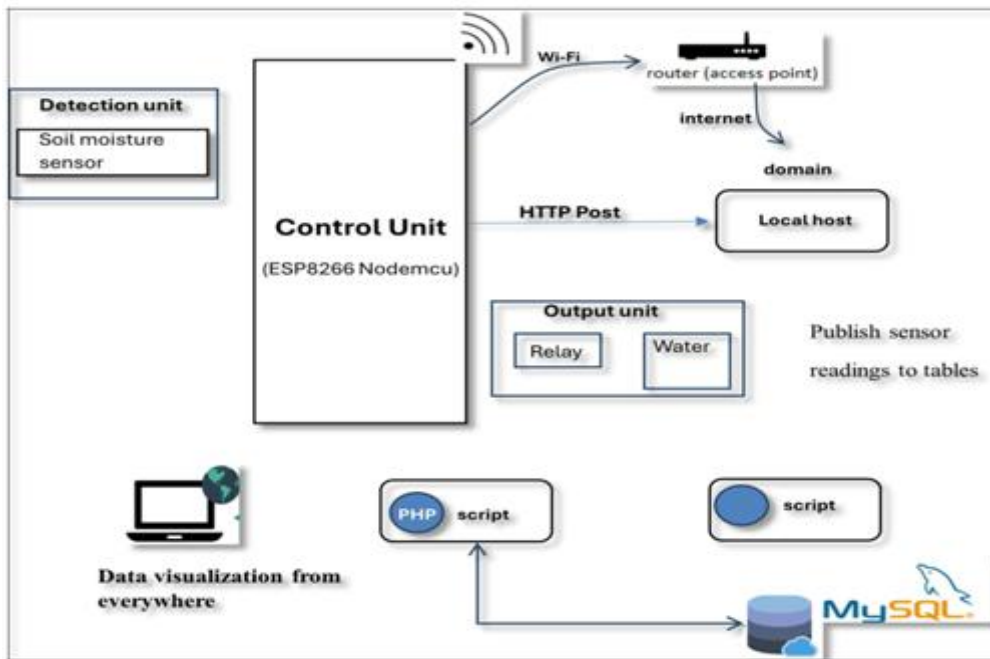 Wi-Fi
router (access point)
internet
domain
Detection unit
Soil moisture
sensor
Control Unit
(ESP8266 Nodemcu)
HTTP Post
Local host
Output unit
Relay
Water
Publish sensor
readings to tables
PHP script
script
Data visualization from
everywhere
MySQL